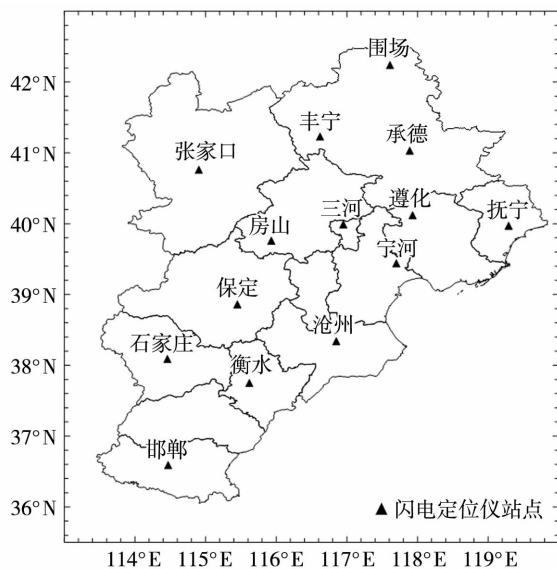 围场
42°N
丰宁
承德
41°N
张家口
三河
遵化
抚宁
40°N
房山
宁河
39°N
保定
沧州
石家庄
38°N
衡水
37°N
邯郸
36°N
▲ 闪电定位仪站点
114°E 115°E 116°E 117°E 118°E 119°E